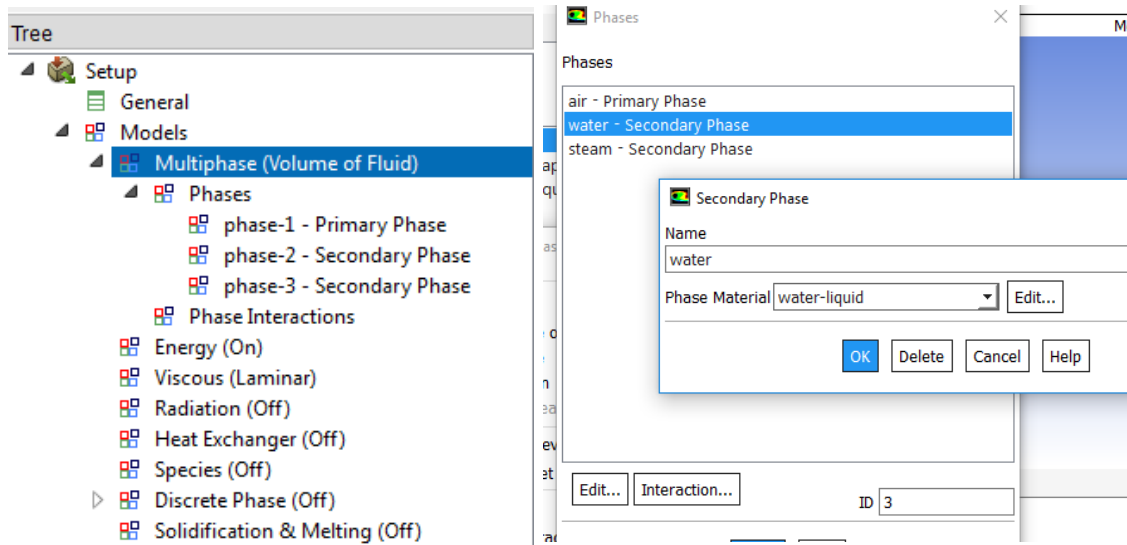 Tree
Setup
General
Models
Multiphase (Volume of Fluid)
Phases
phase-1 - Primary Phase
phase-2 - Secondary Phase
phase-3 - Secondary Phase
Phase Interactions
Energy (On)
Viscous (Laminar)
Radiation (Off)
Heat Exchanger (Off)
Species (Off)
Discrete Phase (Off)
Solidification & Melting (Off)
Phases
Phases
air - Primary Phase
water - Secondary Phase
steam - Secondary Phase
Secondary Phase
Name
water
Phase Material water-liquid Edit...
OK Delete Cancel Help
Edit... Interaction... ID 3